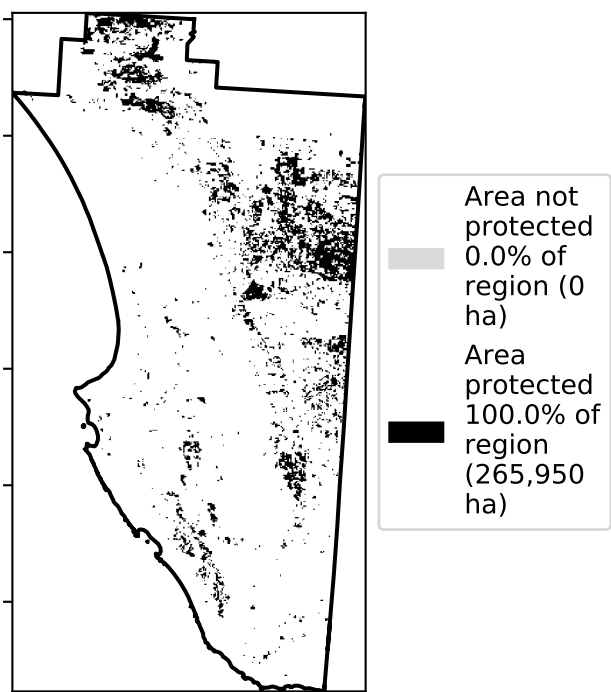 Area not
protected
0.0% of
region (0
ha)
Area
protected
100.0% of
region
(265,950
ha)